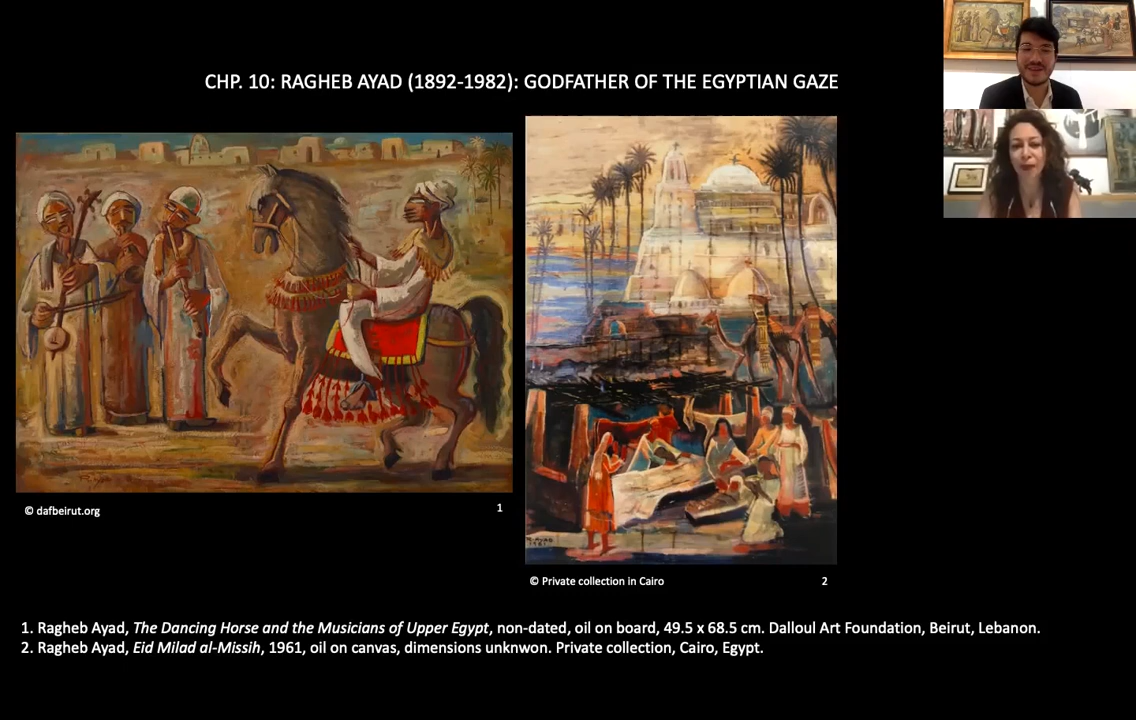 CHP. 10: RAGHEB AYAD (1892-1982): GODFATHER OF THE EGYPTIAN GAZE
© dafbeirut.org
1
R. AYAD
1961
© Private collection in Cairo
2
1. Ragheb Ayad, The Dancing Horse and the Musicians of Upper Egypt, non-dated, oil on board, 49.5 x 68.5 cm. Dalloul Art Foundation, Beirut, Lebanon.
2. Ragheb Ayad, Eid Milad al-Missih, 1961, oil on canvas, dimensions unknwon. Private collection, Cairo, Egypt.